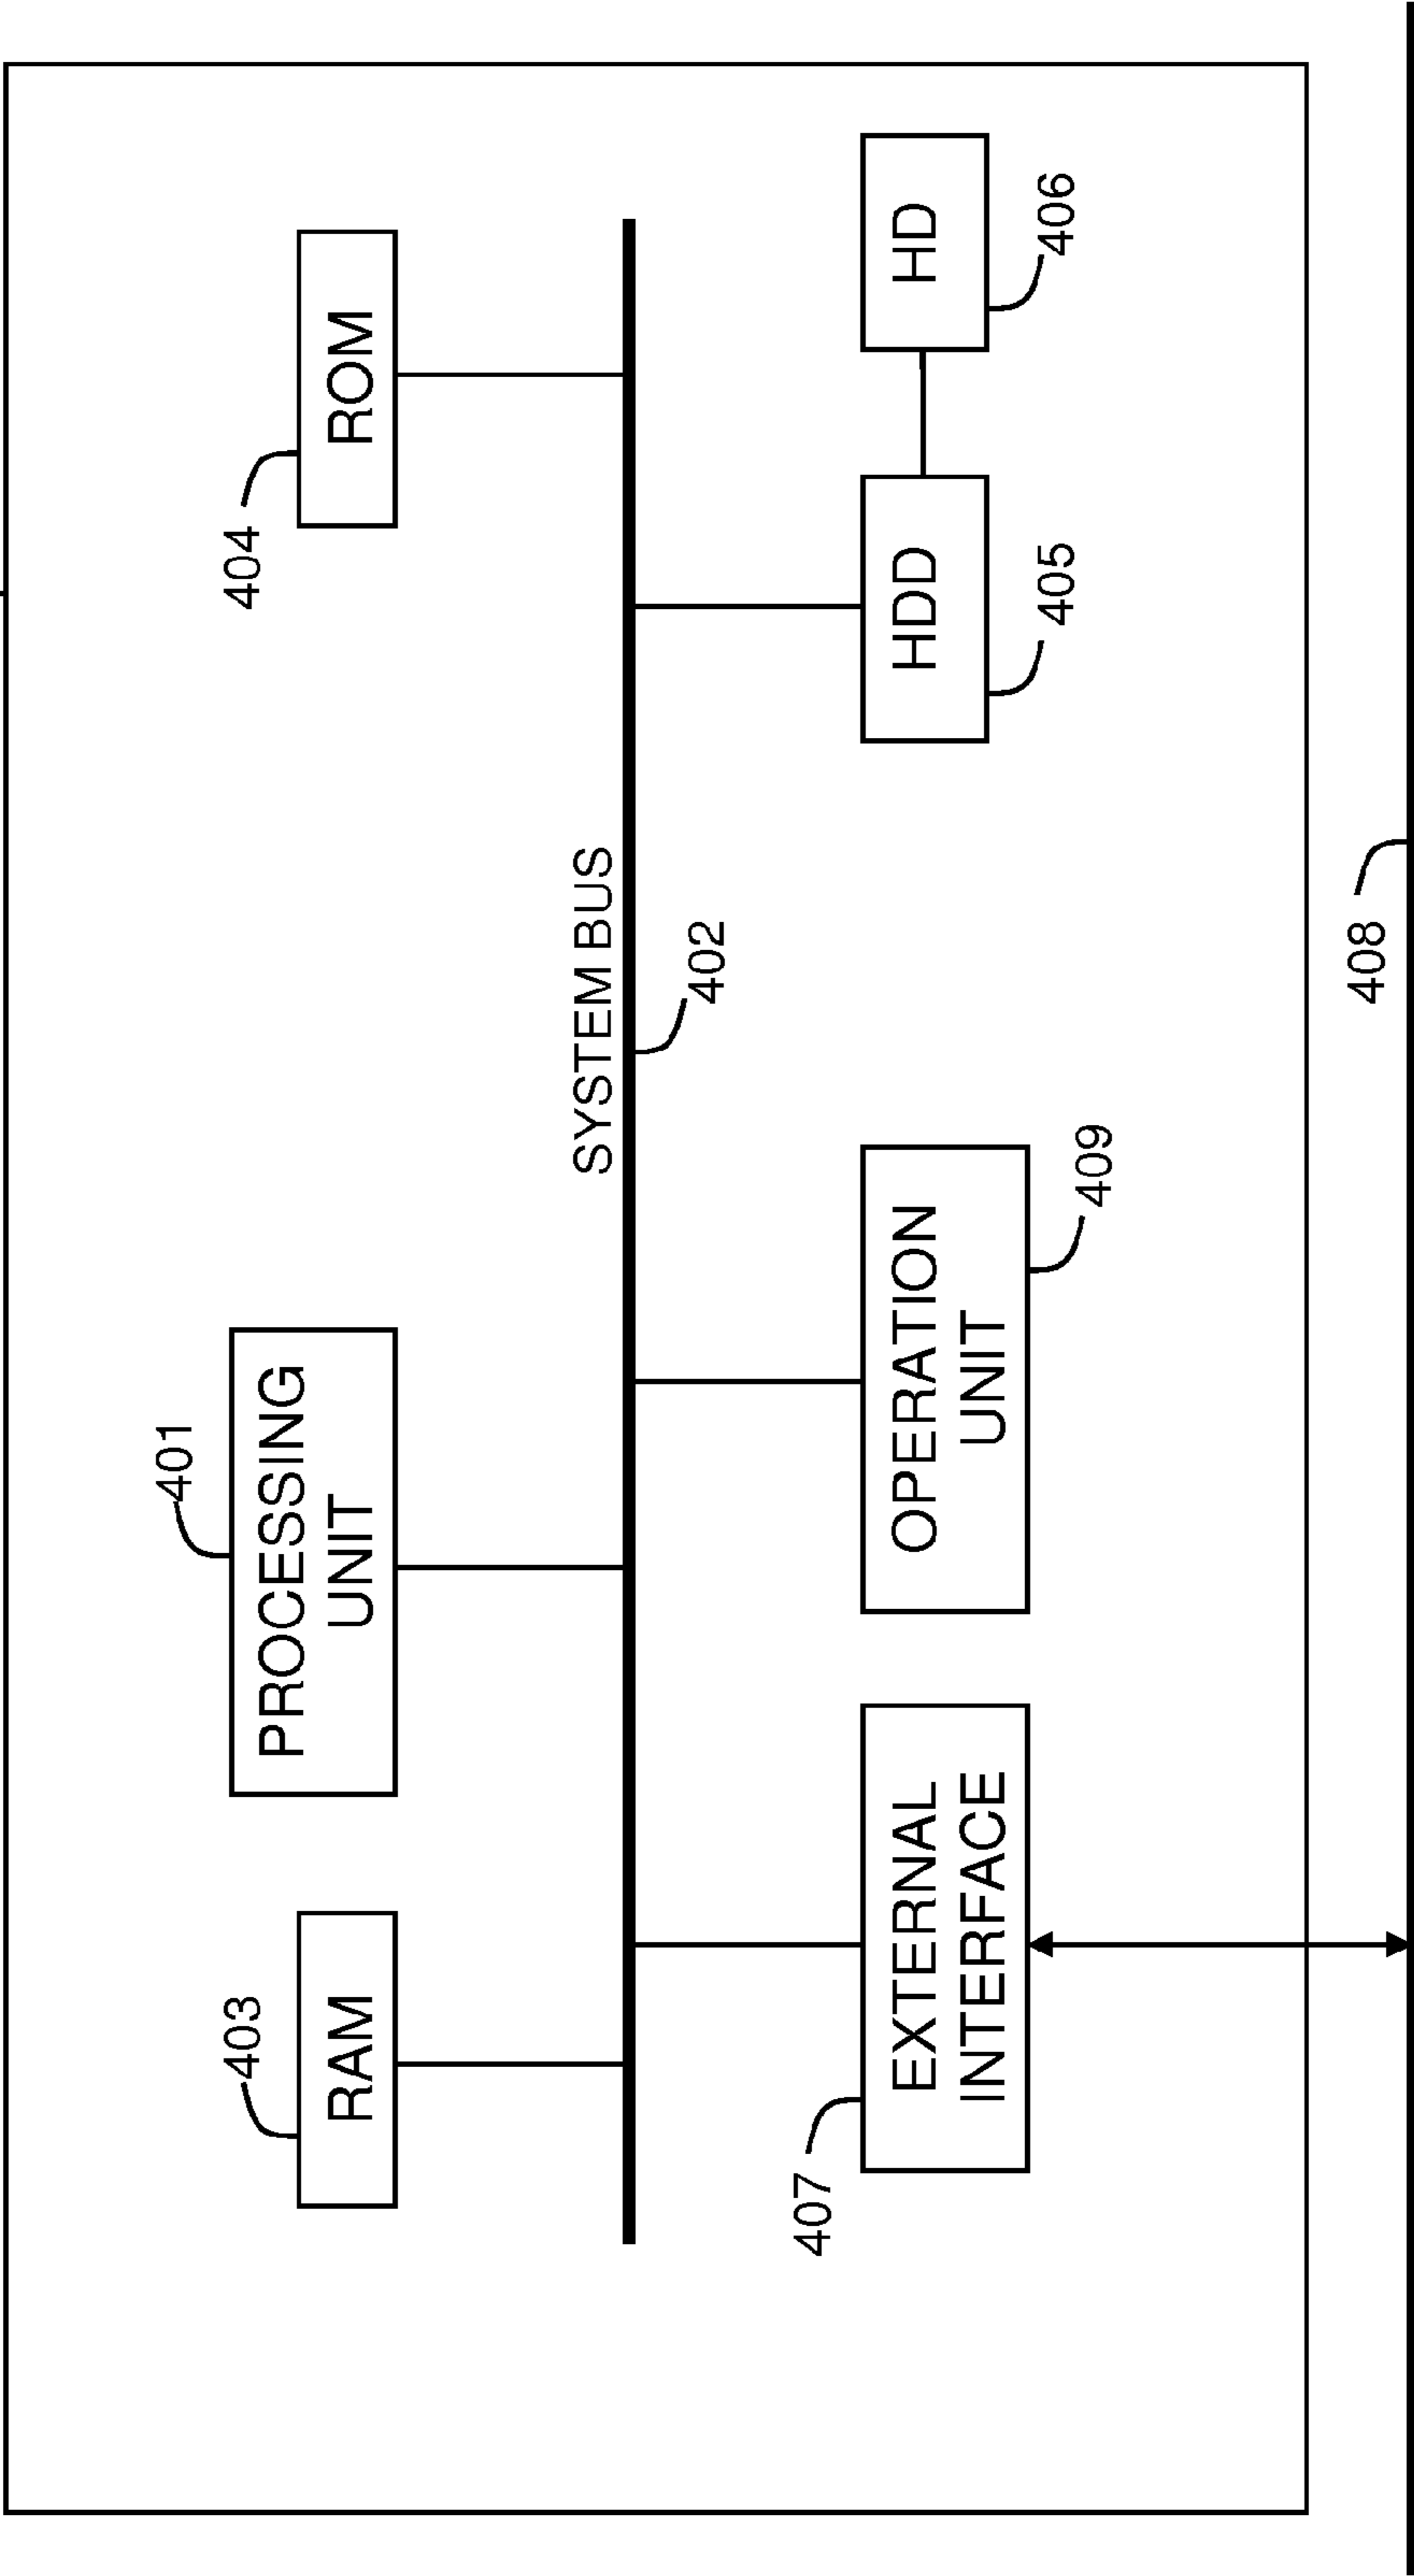 401
403
404
PROCESSING
UNIT
RAM
ROM
SYSTEM BUS
402
407
EXTERNAL
INTERFACE
OPERATION
UNIT
HDD
HD
409
405
406
408